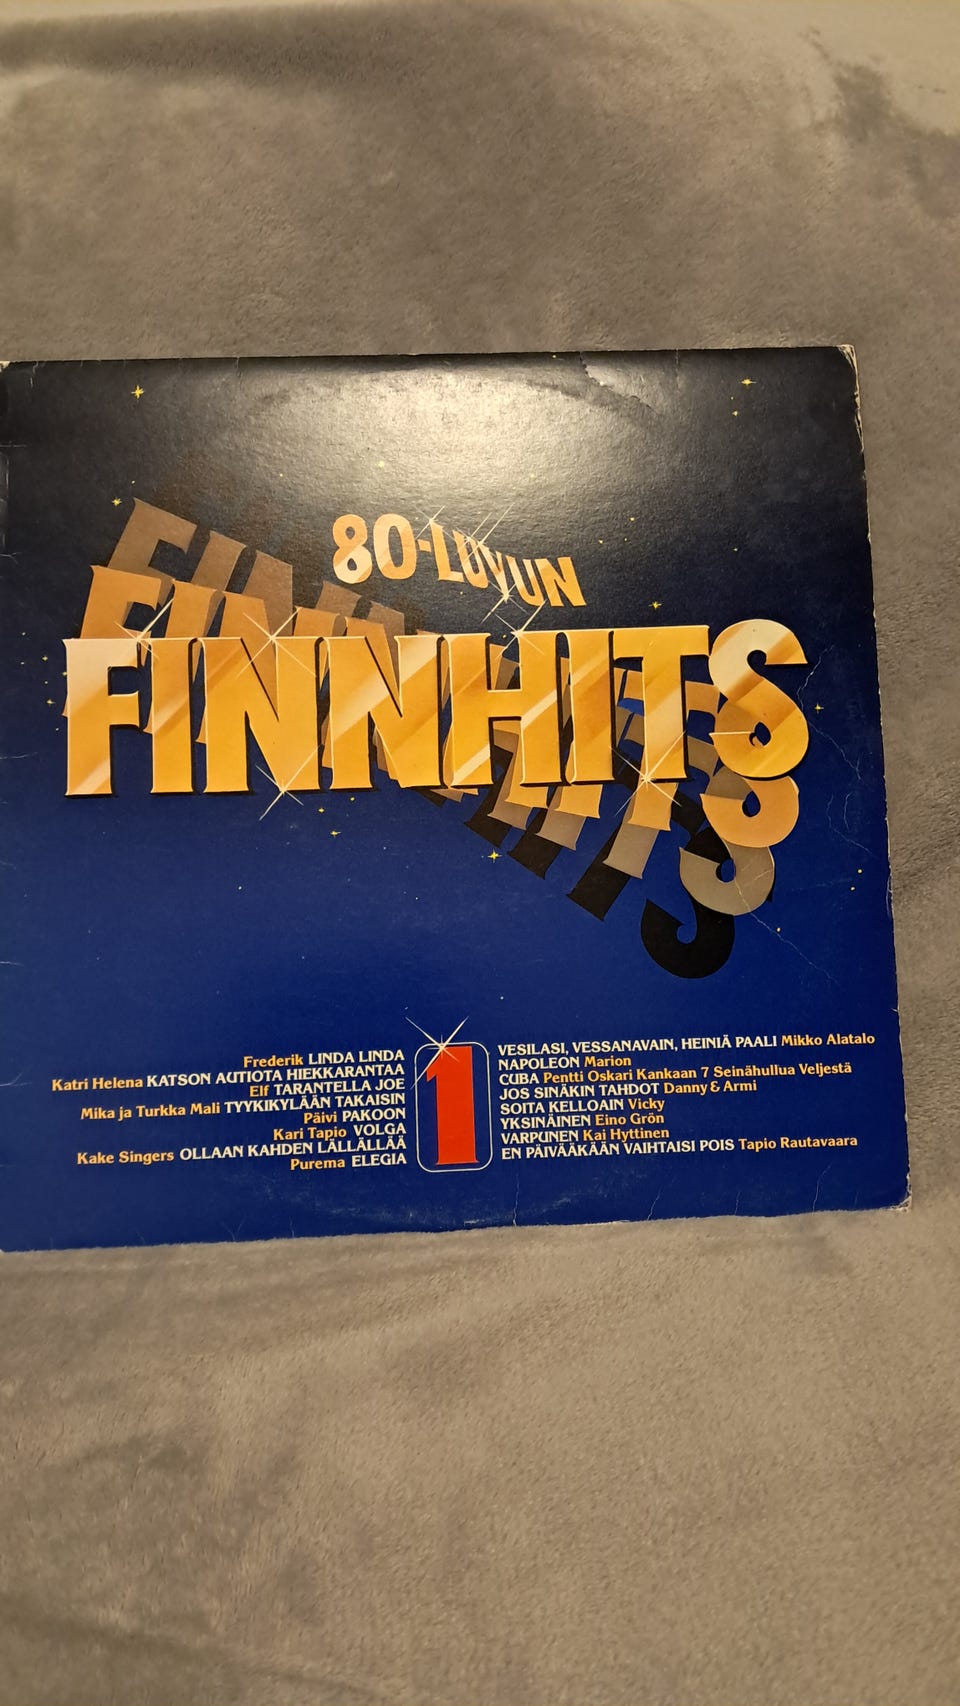 80-LUVUN
FINNHITS
Frederik LINDA LINDA
Katri Helena KATSON AUTIOTA HIEKKARANTAA
Elf TARANTELLA JOE
Mika ja Turkka Mali TYYKIKYLÄÄN TAKAISIN
Päivi PAKOON
Kari Tapio VOLGA
Kake Singers OLLAAN KAHDEN LÄLLÄLLÄÄ
Purema ELEGIA
1
VESILASI, VESSANAVAIN, HEINIÄ PAALI Mikko Alatalo
NAPOLEON Marion
CUBA Pentti Oskari Kankaan 7 Seinähullua Veljestä
JOS SINÄKIN TAHDOT Danny & Armi
SOITA KELLOAIN Vicky
YKSINÄINEN Eino Grön
VARPUNEN Kai Hyttinen
EN PÄIVÄÄKÄÄN VAIHTAISI POIS Tapio Rautavaara